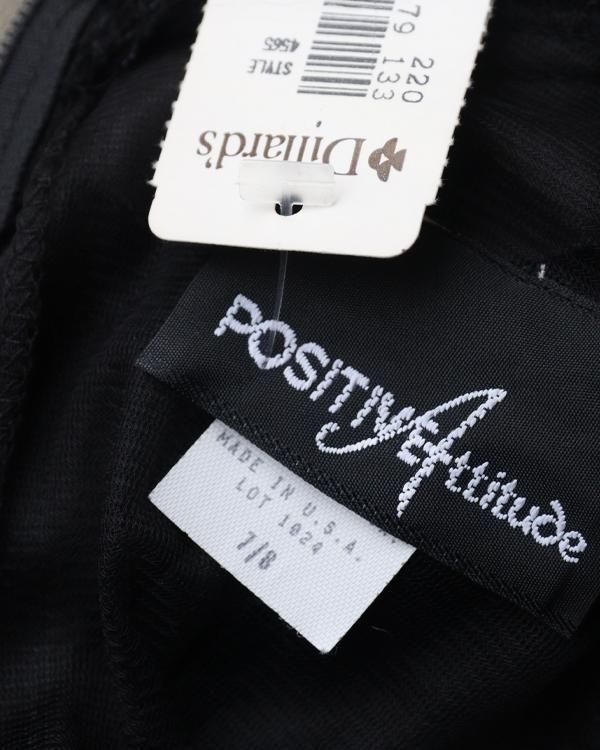 Dillard's
STYLE
4565
220
79 133
POSITIVE Attitude
MADE IN U.S.A.
LOT 1024
7/8